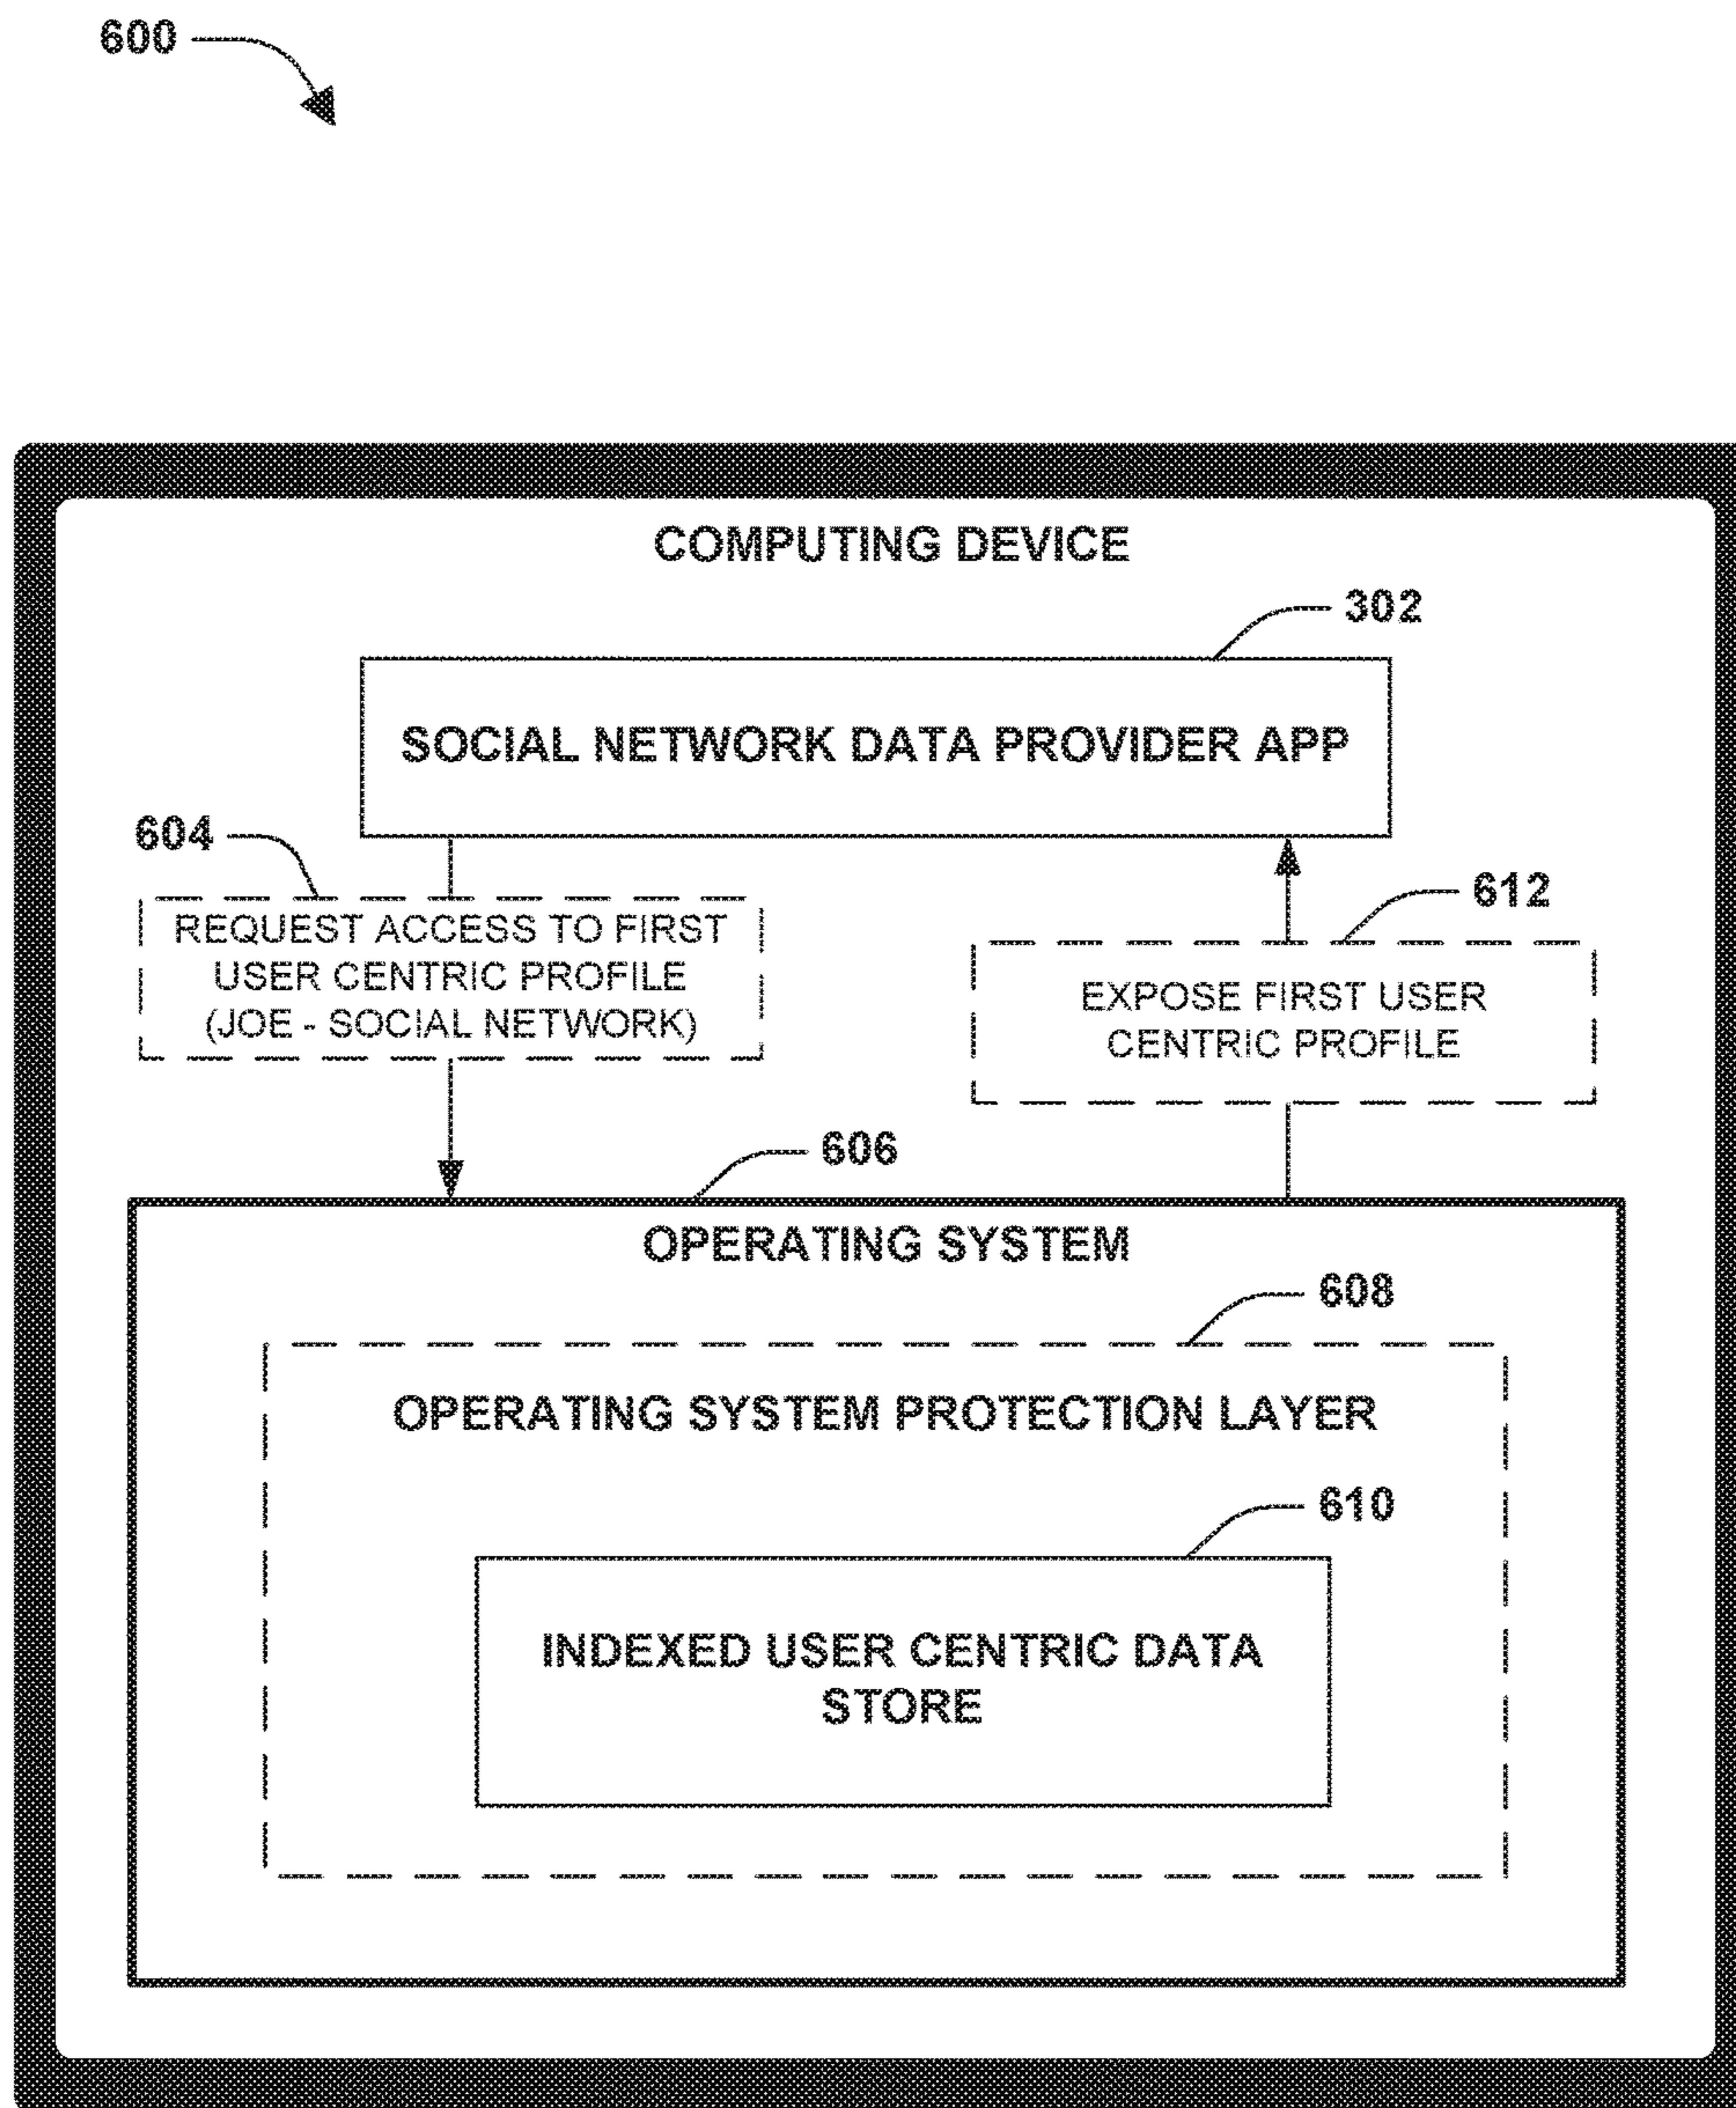 600
COMPUTING DEVICE
302
SOCIAL NETWORK DATA PROVIDER APP
604
REQUEST ACCESS TO FIRST
USER CENTRIC PROFILE
(JOE - SOCIAL NETWORK)
612
EXPOSE FIRST USER
CENTRIC PROFILE
606
OPERATING SYSTEM
608
OPERATING SYSTEM PROTECTION LAYER
610
INDEXED USER CENTRIC DATA
STORE